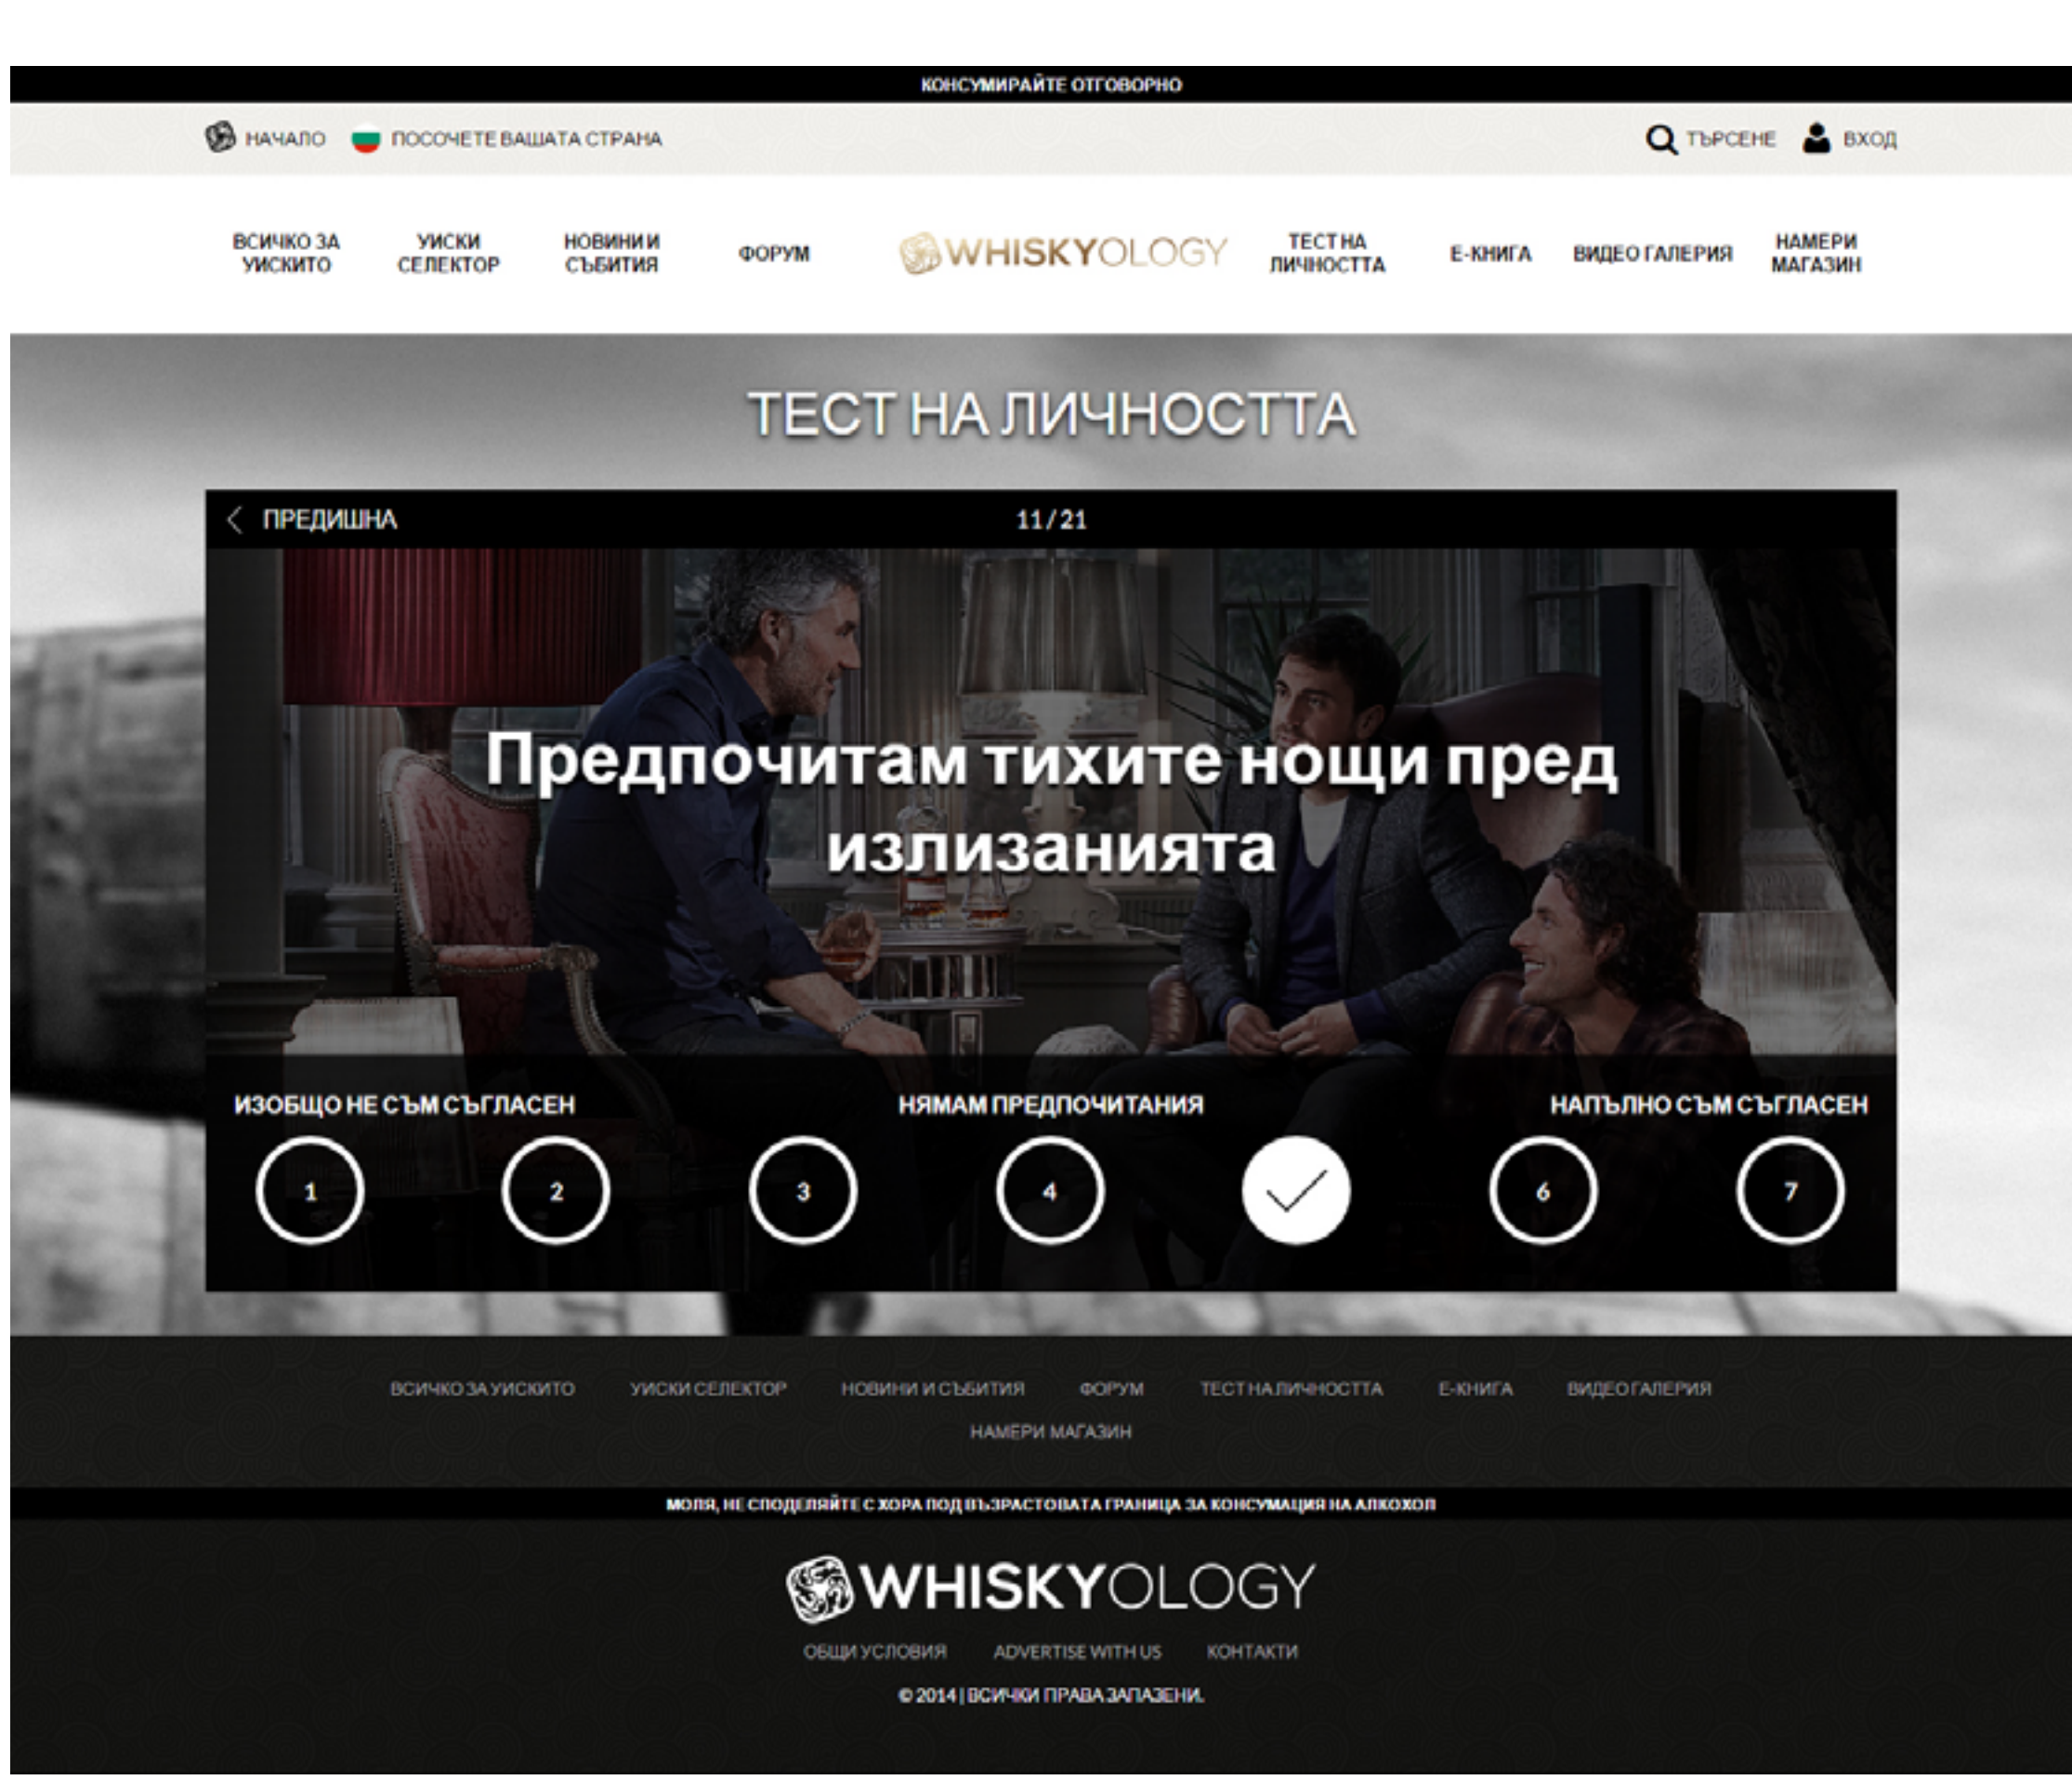 КОНСУМИРАЙТЕ ОТГОВОРНО
НАЧАЛО ПОСОЧЕТЕ ВАШАТА СТРАНА ТЪРСЕНЕ ВХОД
ВСИЧКО ЗА УИСКИТО
УИСКИ СЕЛЕКТОР
НОВИНИ И СЪБИТИЯ
ФОРУМ
WHISKYOLOGY
ТЕСТ НА ЛИЧНОСТТА
Е-КНИГА
ВИДЕО ГАЛЕРИЯ
НАМЕРИ МАГАЗИН
ТЕСТ НА ЛИЧНОСТТА
ПРЕДИШНА 11/21
Предпочитам тихите нощи пред
излизанията
ИЗОБЩО НЕ СЪМ СЪГЛАСЕН НЯМАМ ПРЕДПОЧИТАНИЯ НАПЪЛНО СЪМ СЪГЛАСЕН
1 2 3 4 6 7
ВСИЧКО ЗА УИСКИТО УИСКИ СЕЛЕКТОР НОВИНИ И СЪБИТИЯ ФОРУМ ТЕСТ НА ЛИЧНОСТТА Е-КНИГА ВИДЕО ГАЛЕРИЯ
НАМЕРИ МАГАЗИН
МОЛЯ, НЕ СПОДЕЛЯЙТЕ С ХОРА ПОД ВЪЗРАСТОВАТА ГРАНИЦА ЗА КОНСУМАЦИЯ НА АЛКОХОЛ
WHISKYOLOGY
ОБЩИ УСЛОВИЯ ADVERTISE WITH US КОНТАКТИ
© 2014 | ВСИЧКИ ПРАВА ЗАПАЗЕНИ.